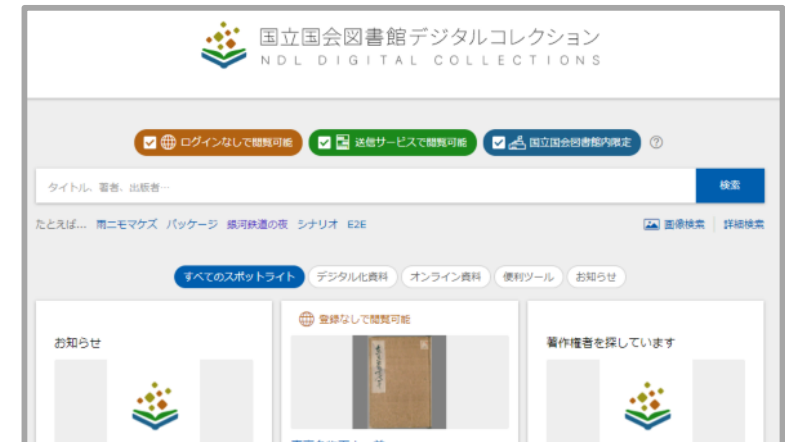 国立国会図書館デジタルコレクション
NDL DIGITAL COLLECTIONS
ログインなしで閲覧可能 送信サービスで閲覧可能 国立国会図書館内限定 ?
タイトル、著者、出版者… 検索
たとえば... 雨ニモマケズ パッケージ 銀河鉄道の夜 シナリオ E2E 画像検索 詳細検索
すべてのスポットライト デジタル化資料 オンライン資料 便利ツール お知らせ
登録なしで閲覧可能
お知らせ 著作権者を探しています